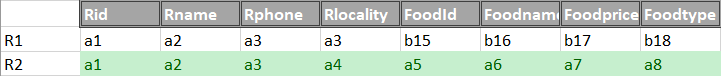 Rid Rname Rphone Rlocality FoodId Foodname Foodprice Foodtype
R1 a1 a2 a3 a3 b15 b16 b17 b18
R2 a1 a2 a3 a4 a5 a6 a7 a8